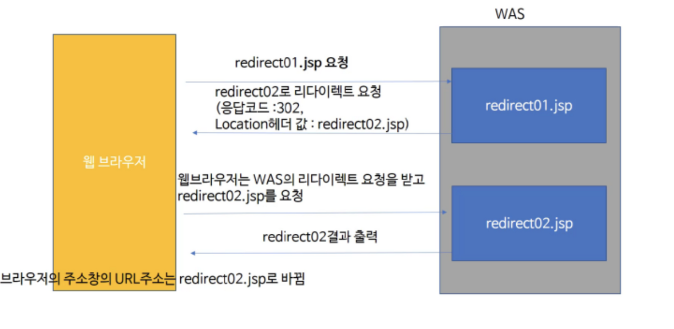 WAS
redirect01.jsp 요청
redirect02로 리다이렉트 요청
(응답코드 :302,
Location헤더 값 : redirect02.jsp)
redirect01.jsp
웹 브라우저
웹브라우저는 WAS의 리다이렉트 요청을 받고
redirect02.jsp를 요청
redirect02.jsp
redirect02결과 출력
브라우저의 주소창의 URL주소는 redirect02.jsp로 바뀜